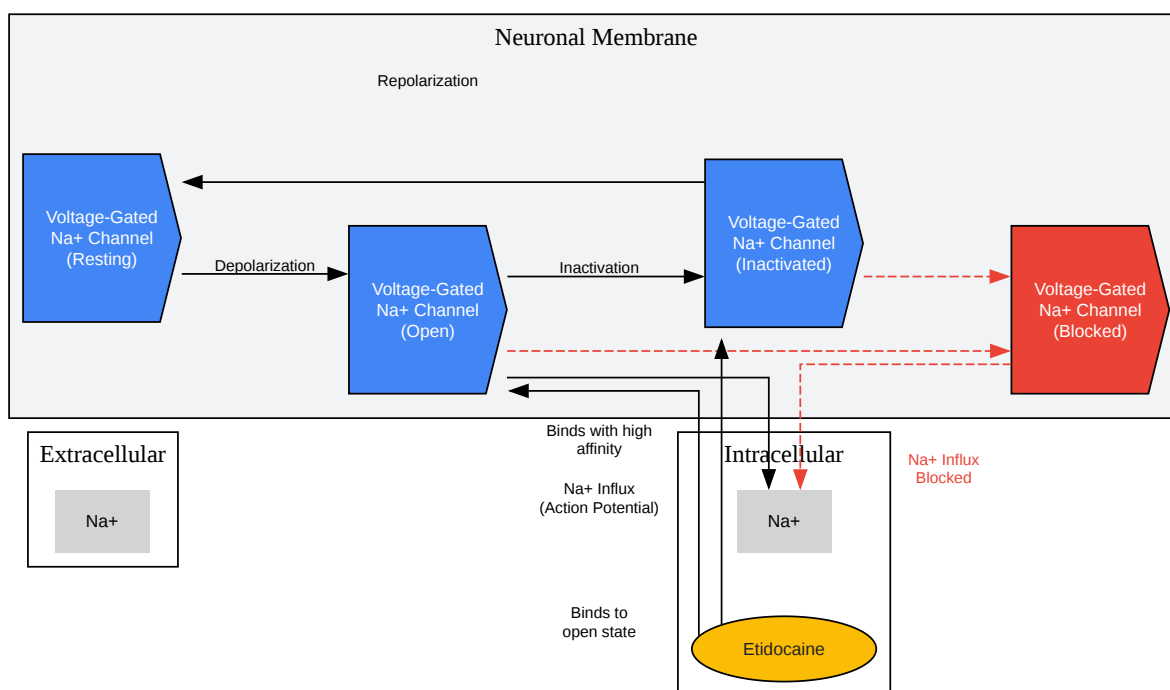 Neuronal Membrane
Repolarization
Voltage-Gated
Na+ Channel
(Resting)
Depolarization
Voltage-Gated
Na+ Channel
(Open)
Inactivation
Voltage-Gated
Na+ Channel
(Inactivated)
Voltage-Gated
Na+ Channel
(Blocked)
Extracellular
Na+
Binds with high
affinity
Na+ Influx
(Action Potential)
Intracellular
Na+
Na+ Influx
Blocked
Binds to
open state
Etidocaine